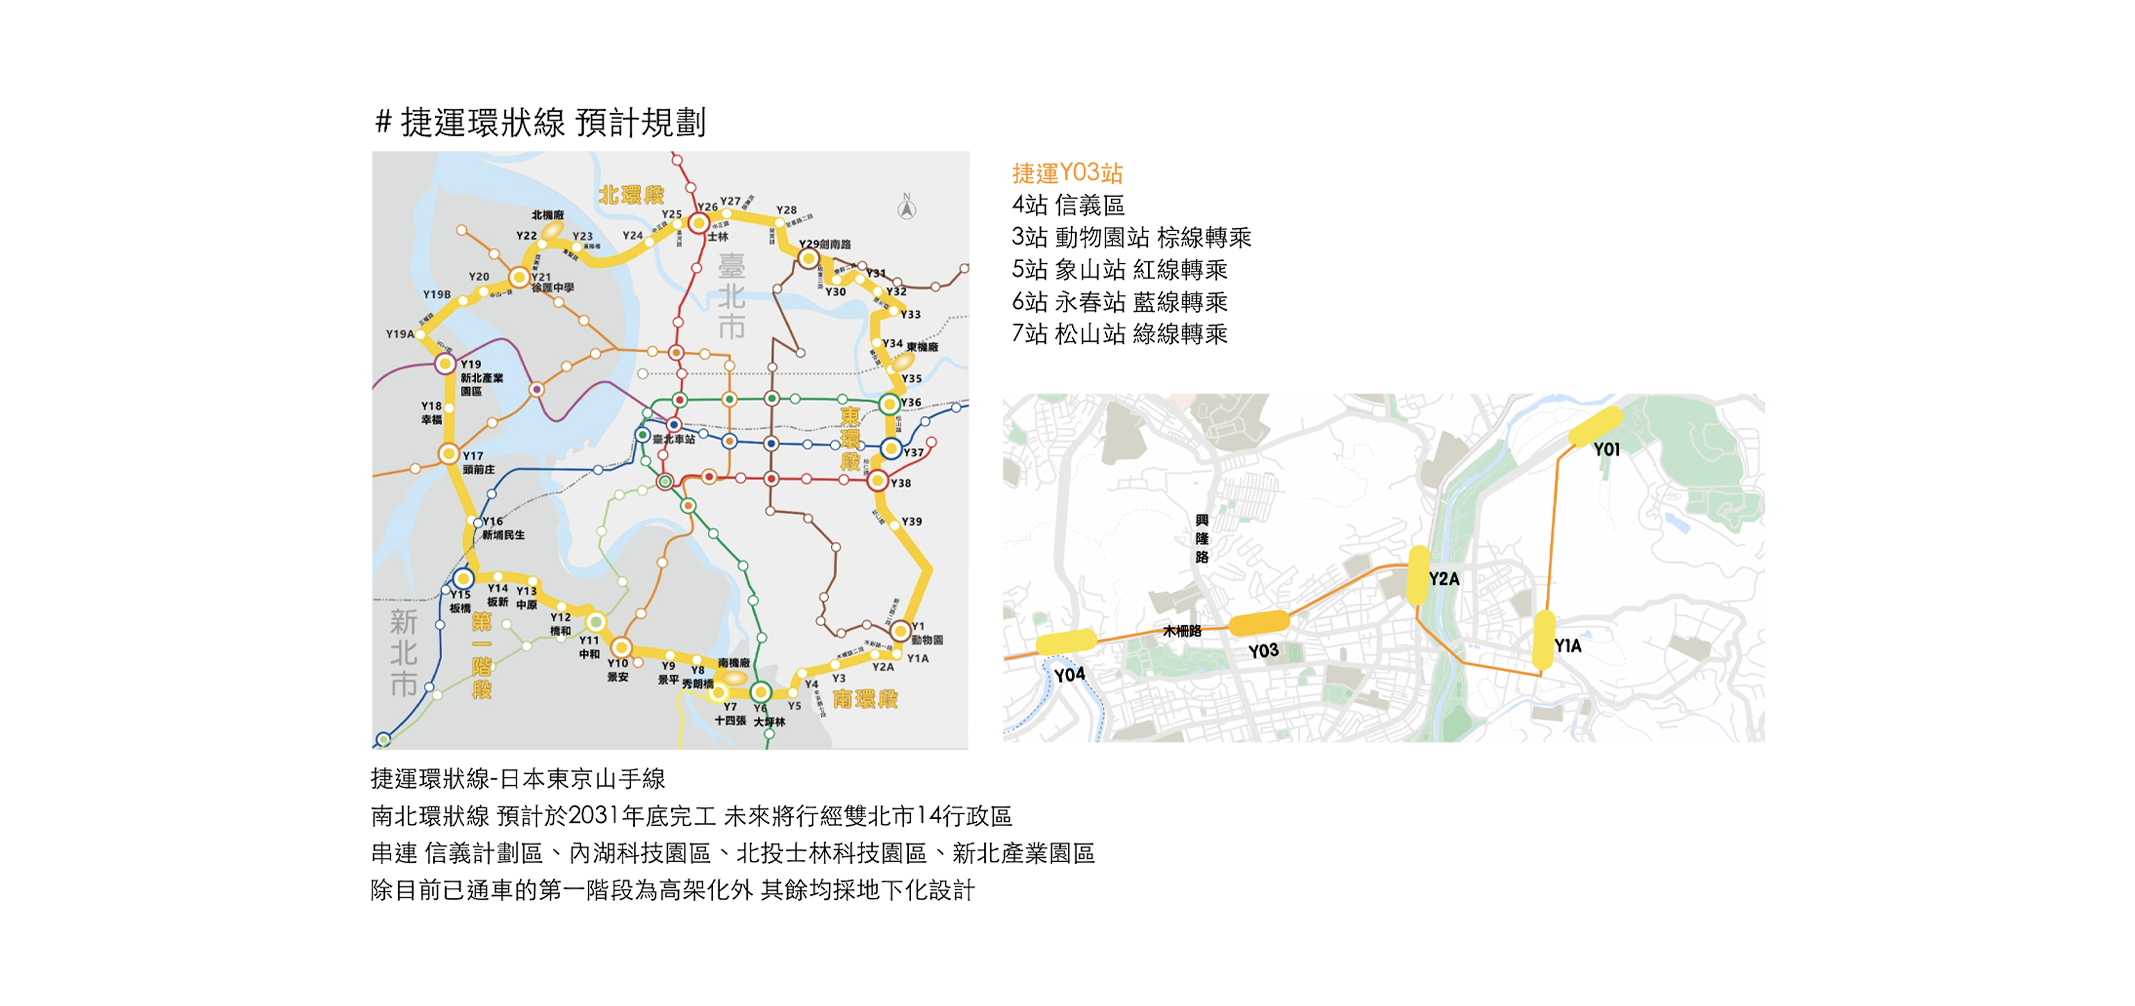 # 捷運環狀線 預計規劃
北環段
北機廠
Y22
Y23
Y24
Y25
Y26
士林
Y27
Y28
Y29劍南路
Y30
Y31
Y32
Y33
Y34
東機廠
Y35
Y36
Y37
Y38
Y39
東環段
臺北市
臺北車站
Y21
徐匯中學
Y20
Y19B
Y19A
Y19
新北產業
園區
Y18
幸福
Y17
頭前庄
Y16
新埔民生
Y15
板橋
Y14
板新
Y13
中原
Y12
橋和
Y11
中和
Y10
景安
Y9
景平
Y8
秀朗橋
南機廠
Y7
十四張
Y6
大坪林
Y5
Y4
Y3
Y2A
Y1A
Y1
動物園
南環段
第一階段
新北市
N
捷運Y03站
4站 信義區
3站 動物園站 棕線轉乘
5站 象山站 紅線轉乘
6站 永春站 藍線轉乘
7站 松山站 綠線轉乘
Y01
興隆路
Y2A
木柵路
Y03
Y1A
Y04
捷運環狀線-日本東京山手線
南北環狀線 預計於2031年底完工 未來將行經雙北市14行政區
串連 信義計劃區、內湖科技園區、北投士林科技園區、新北產業園區
除目前已通車的第一階段為高架化外 其餘均採地下化設計